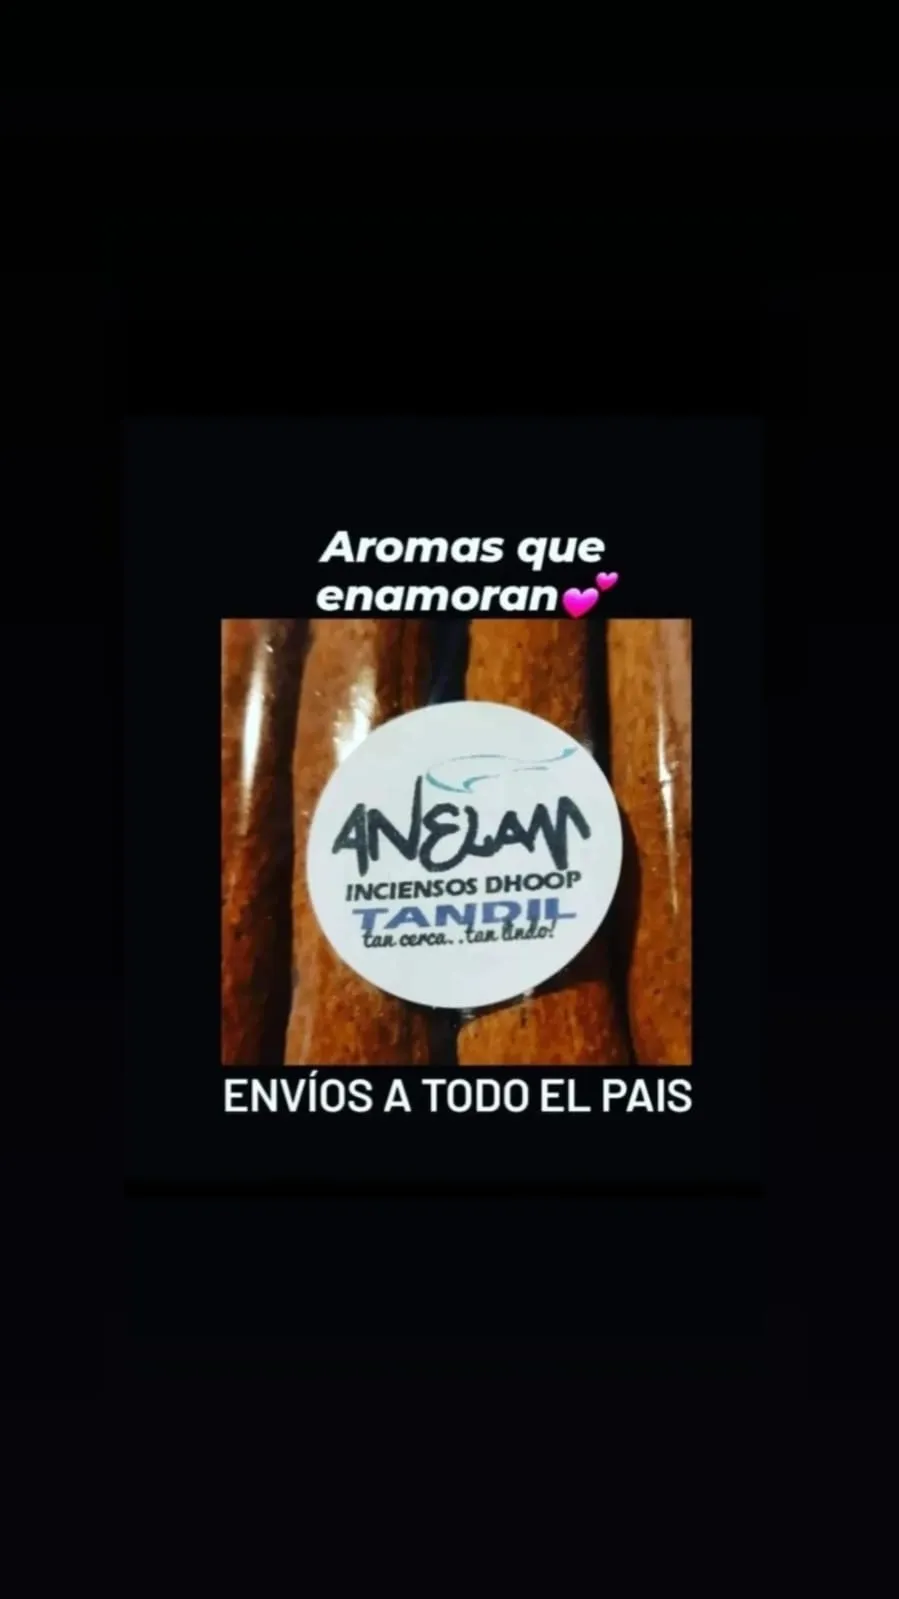 Aromas que
enamoran💕
ANELAM
INCIENSOS DHOOP
TANDIL
tan cerca..tan lindo!
ENVÍOS A TODO EL PAIS